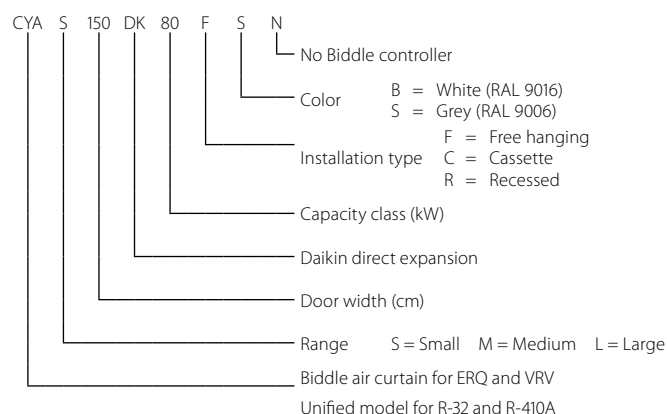 CYA S 150 DK 80 F S N
No Biddle controller
Color B = White (RAL 9016)
S = Grey (RAL 9006)
Installation type F = Free hanging
C = Cassette
R = Recessed
Capacity class (kW)
Daikin direct expansion
Door width (cm)
Range S = Small M = Medium L = Large
Biddle air curtain for ERQ and VRV
Unified model for R-32 and R-410A